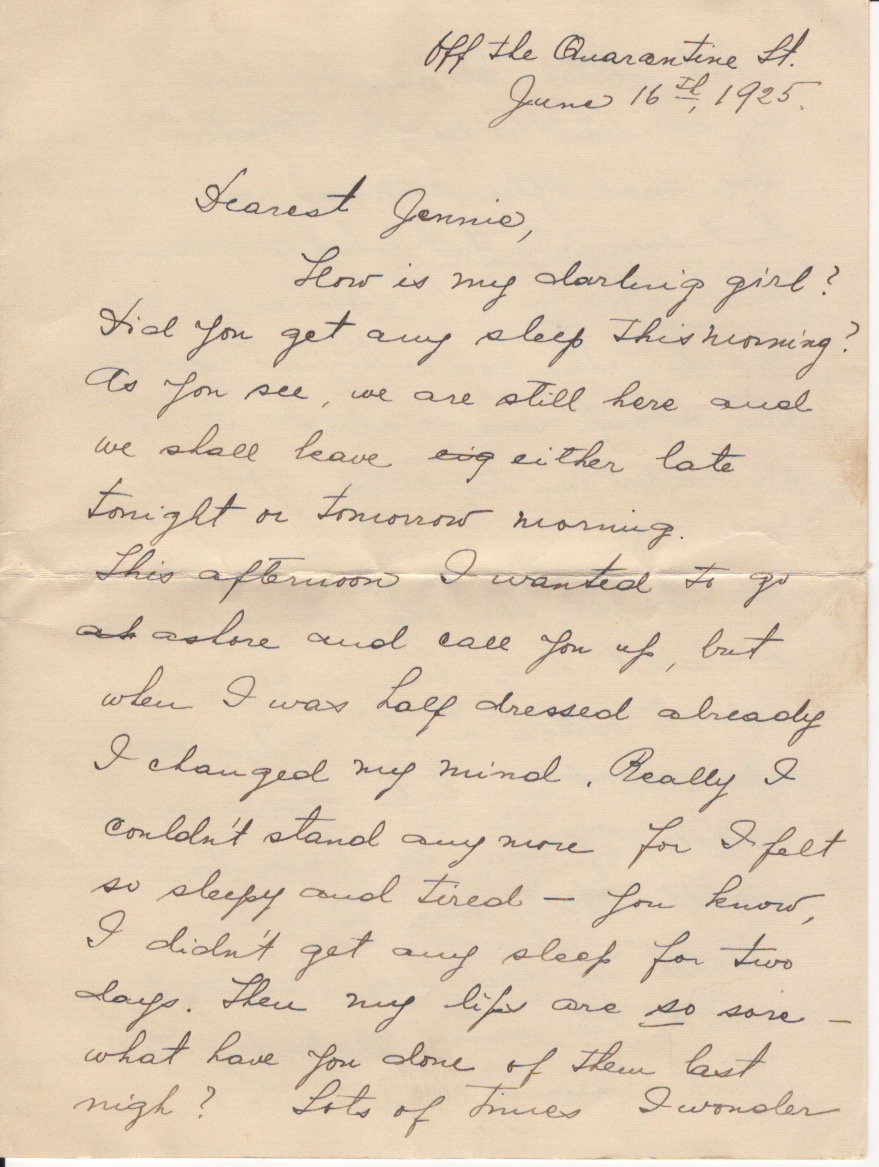 Off the Quarantine St.
June 16th, 1925.
Dearest Jennie,
How is my darling girl?
Did you get any sleep this morning?
As you see, we are still here and
we shall leave eig either late
tonight or tomorrow morning.
This afternoon I wanted to go
ash ashore and call you up, but
when I was half dressed already
I changed my mind. Really I
couldn't stand any more for I felt
so sleepy and tired — you know,
I didn't get any sleep for two
days. Then my lips are so sore —
what have you done of them last
nigh? Lots of times I wonder